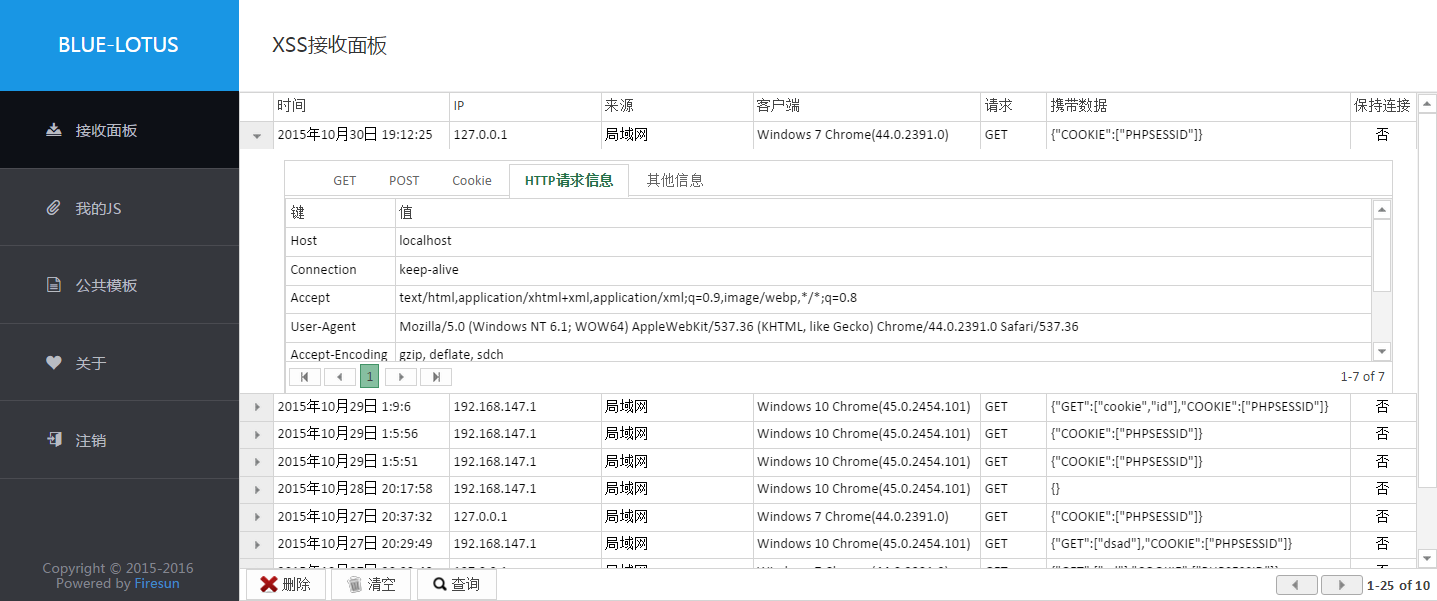 BLUE-LOTUS
XSS接收面板
接收面板
我的JS
公共模板
关于
注销
Copyright © 2015-2016
Powered by Firesun
时间 IP 来源 客户端 请求 携带数据 保持连接
2015年10月30日 19:12:25 127.0.0.1 局域网 Windows 7 Chrome(44.0.2391.0) GET {"COOKIE":["PHPSESSID"]} 否
GET POST Cookie HTTP请求信息 其他信息
键 值
Host localhost
Connection keep-alive
Accept text/html,application/xhtml+xml,application/xml;q=0.9,image/webp,*/*;q=0.8
User-Agent Mozilla/5.0 (Windows NT 6.1; WOW64) AppleWebKit/537.36 (KHTML, like Gecko) Chrome/44.0.2391.0 Safari/537.36
Accept-Encoding gzip, deflate, sdch
1 1-7 of 7
2015年10月29日 1:9:6 192.168.147.1 局域网 Windows 10 Chrome(45.0.2454.101) GET {"GET":["cookie","id"],"COOKIE":["PHPSESSID"]} 否
2015年10月29日 1:5:56 192.168.147.1 局域网 Windows 10 Chrome(45.0.2454.101) GET {"COOKIE":["PHPSESSID"]} 否
2015年10月29日 1:5:51 192.168.147.1 局域网 Windows 10 Chrome(45.0.2454.101) GET {"COOKIE":["PHPSESSID"]} 否
2015年10月28日 20:17:58 192.168.147.1 局域网 Windows 10 Chrome(45.0.2454.101) GET {} 否
2015年10月27日 20:37:32 127.0.0.1 局域网 Windows 7 Chrome(44.0.2391.0) GET {"COOKIE":["PHPSESSID"]} 否
2015年10月27日 20:29:49 192.168.147.1 局域网 Windows 10 Chrome(45.0.2454.101) GET {"GET":["dsad"],"COOKIE":["PHPSESSID"]} 否
删除 清空 查询 1-25 of 10